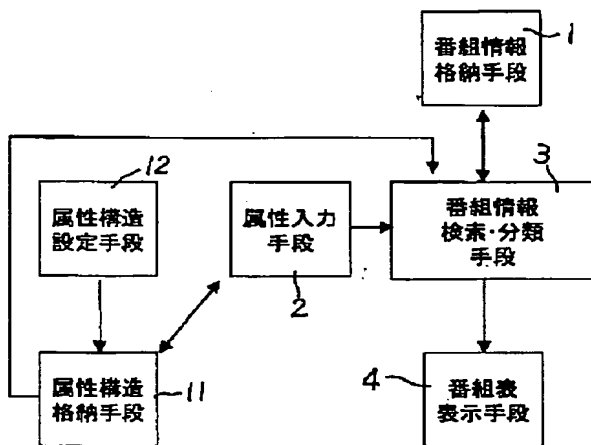 番組情報
格納手段
1
12
属性構造
設定手段
属性入力
手段
2
3
番組情報
検索・分類
手段
属性構造
格納手段
11
4
番組表
表示手段